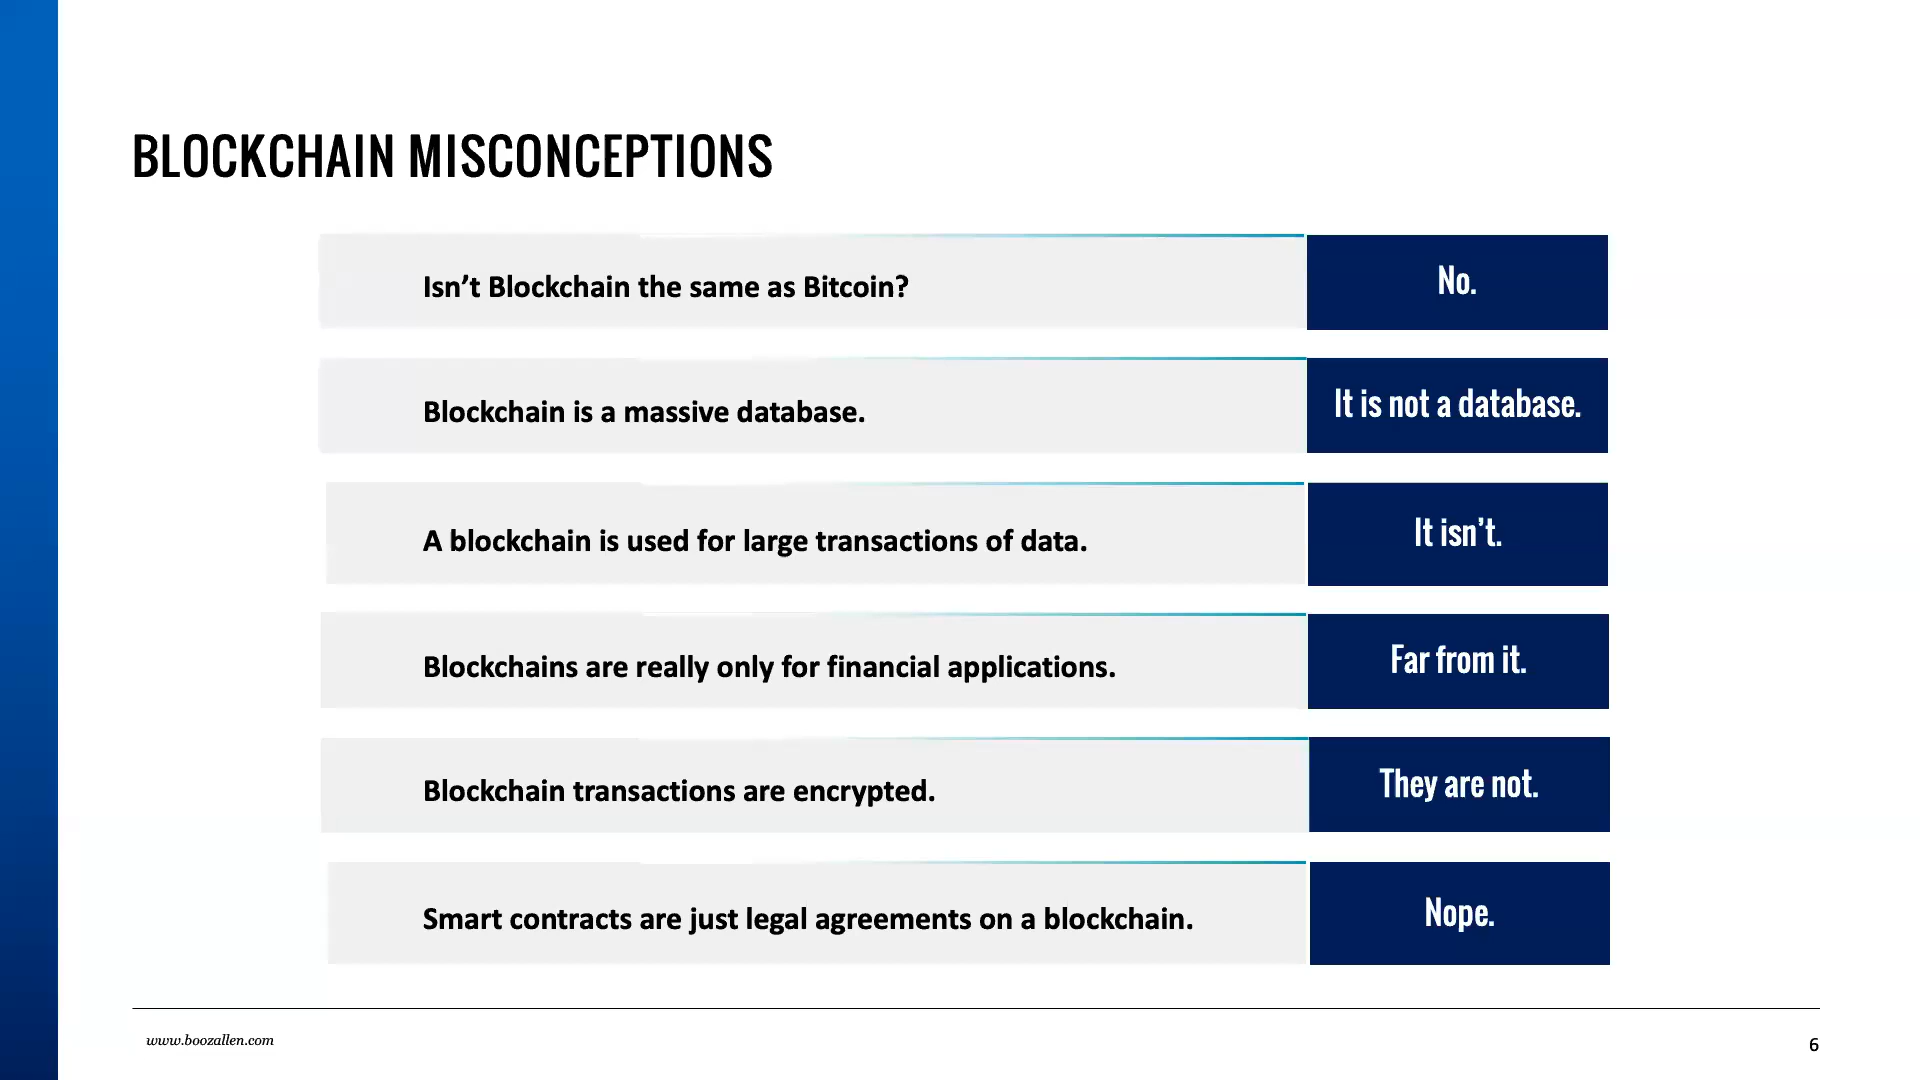 BLOCKCHAIN MISCONCEPTIONS
Isn’t Blockchain the same as Bitcoin?
No.
Blockchain is a massive database.
It is not a database.
A blockchain is used for large transactions of data.
It isn’t.
Blockchains are really only for financial applications.
Far from it.
Blockchain transactions are encrypted.
They are not.
Smart contracts are just legal agreements on a blockchain.
Nope.
www.boozallen.com
6